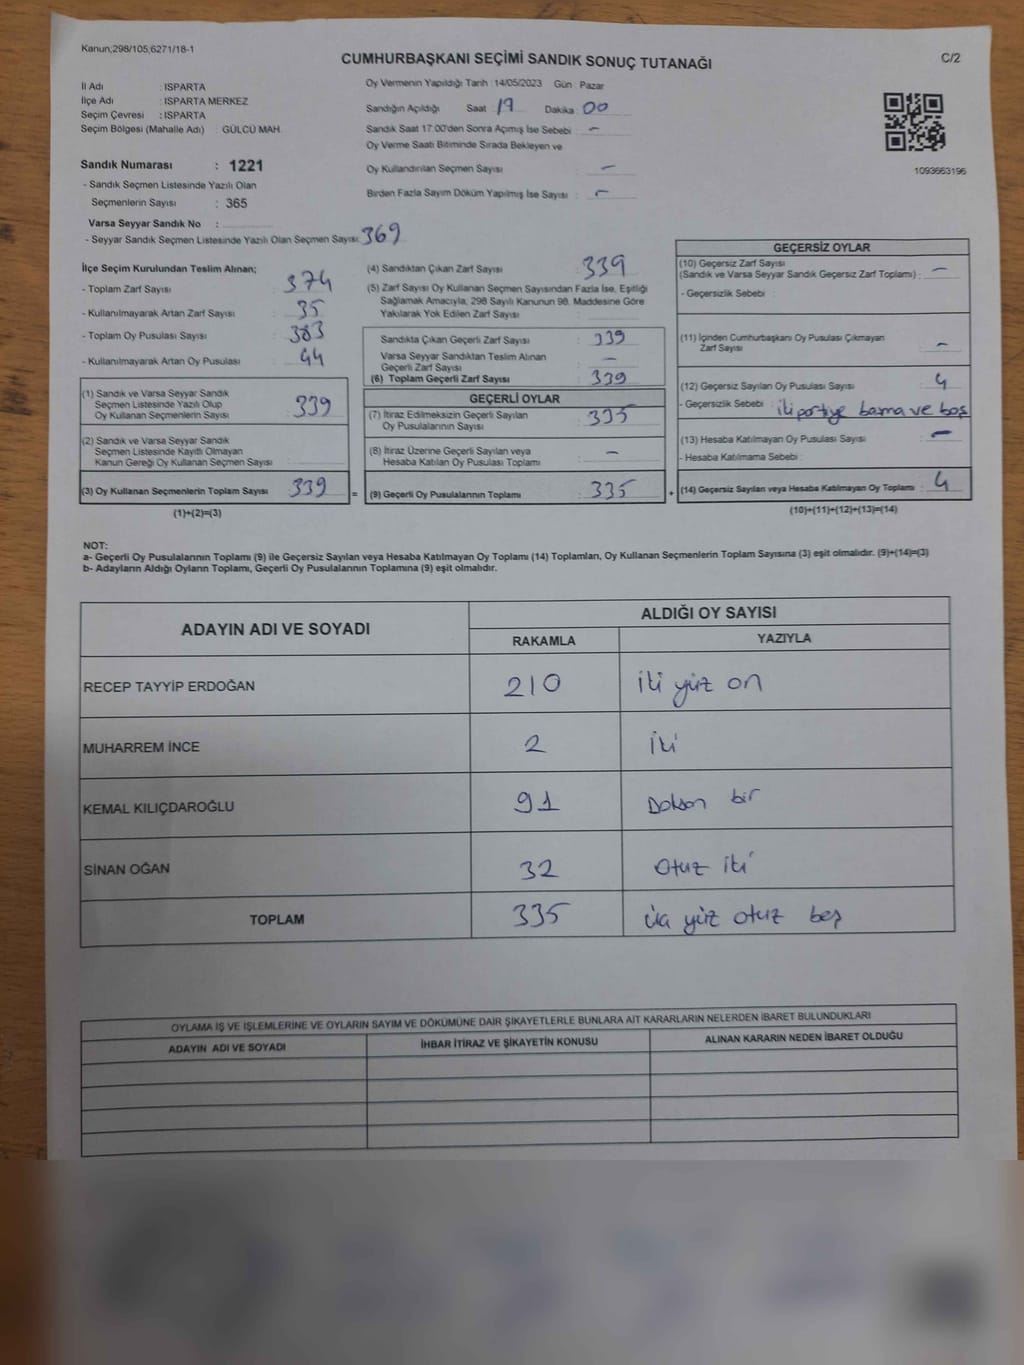 Kanun;298/105;6271/18-1
CUMHURBAŞKANI SEÇİMİ SANDIK SONUÇ TUTANAĞI
C/2
İl Adı : ISPARTA
İlçe Adı : ISPARTA MERKEZ
Seçim Çevresi : ISPARTA
Seçim Bölgesi (Mahalle Adı) : GÜLCÜ MAH.
Sandık Numarası : 1221
- Sandık Seçmen Listesinde Yazılı Olan
Seçmenlerin Sayısı : 365
Varsa Seyyar Sandık No :
- Seyyar Sandık Seçmen Listesinde Yazılı Olan Seçmen Sayısı: 369
Oy Vermenin Yapıldığı Tarih :14/05/2023 Gün : Pazar
Sandığın Açıldığı Saat : 17 Dakika : 00
Sandık Saat 17:00'den Sonra Açımış İse Sebebi : -
Oy Verme Saati Bitiminde Sırada Bekleyen ve
Oy Kullandırılan Seçmen Sayısı : -
Birden Fazla Sayım Döküm Yapılmış İse Sayısı : -
1093663196
İlçe Seçim Kurulundan Teslim Alınan;
- Toplam Zarf Sayısı : 374
- Kullanılmayarak Artan Zarf Sayısı : 35
- Toplam Oy Pusulası Sayısı : 383
- Kullanılmayarak Artan Oy Pusulası : 44
(1) Sandık ve Varsa Seyyar Sandık
Seçmen Listesinde Yazılı Olup
Oy Kullanan Seçmenlerin Sayısı : 339
(2) Sandık ve Varsa Seyyar Sandık
Seçmen Listesinde Kayıtlı Olmayan
Kanun Gereği Oy Kullanan Seçmen Sayısı :
(3) Oy Kullanan Seçmenlerin Toplam Sayısı : 339 =
(1)+(2)=(3)
(4) Sandıktan Çıkan Zarf Sayısı : 339
(5) Zarf Sayısı Oy Kullanan Seçmen Sayısından Fazla İse, Eşitliği
Sağlamak Amacıyla, 298 Sayılı Kanunun 98. Maddesine Göre
Yakılarak Yok Edilen Zarf Sayısı :
Sandıkta Çıkan Geçerli Zarf Sayısı : 339
Varsa Seyyar Sandıktan Teslim Alınan
Geçerli Zarf Sayısı : -
(6) Toplam Geçerli Zarf Sayısı : 339
GEÇERLİ OYLAR
(7) İtiraz Edilmeksizin Geçerli Sayılan
Oy Pusulalarının Sayısı : 335
(8) İtiraz Üzerine Geçerli Sayılan veya
Hesaba Katılan Oy Pusulası Toplamı : -
(9) Geçerli Oy Pusulalarının Toplamı : 335 +
GEÇERSİZ OYLAR
(10) Geçersiz Zarf Sayısı
(Sandık ve Varsa Seyyar Sandık Geçersiz Zarf Toplamı) : -
- Geçersizlik Sebebi :
(11) İçinden Cumhurbaşkanı Oy Pusulası Çıkmayan
Zarf Sayısı : -
(12) Geçersiz Sayılan Oy Pusulası Sayısı : 4
- Geçersizlik Sebebi : iki partiye basma ve boş
(13) Hesaba Katılmayan Oy Pusulası Sayısı : -
- Hesaba Katılmama Sebebi :
(14) Geçersiz Sayılan veya Hesaba Katılmayan Oy Toplamı : 4
(10)+(11)+(12)+(13)=(14)
NOT:
a- Geçerli Oy Pusulalarının Toplamı (9) ile Geçersiz Sayılan veya Hesaba Katılmayan Oy Toplamı (14) Toplamları, Oy Kullanan Seçmenlerin Toplam Sayısına (3) eşit olmalıdır. (9)+(14)=(3)
b- Adayların Aldığı Oyların Toplamı, Geçerli Oy Pusulalarının Toplamına (9) eşit olmalıdır.
ADAYIN ADI VE SOYADI
ALDIĞI OY SAYISI
RAKAMLA YAZIYLA
RECEP TAYYİP ERDOĞAN 210 iki yüz on
MUHARREM İNCE 2 iki
KEMAL KILIÇDAROĞLU 91 Doksan bir
SİNAN OĞAN 32 Otuz iki
TOPLAM 335 üç yüz otuz beş
OYLAMA İŞ VE İŞLEMLERİNE VE OYLARIN SAYIM VE DÖKÜMÜNE DAİR ŞİKAYETLERLE BUNLARA AİT KARARLARIN NELERDEN İBARET BULUNDUKLARI
ADAYIN ADI VE SOYADI İHBAR İTİRAZ VE ŞİKAYETİN KONUSU ALINAN KARARIN NEDEN İBARET OLDUĞU